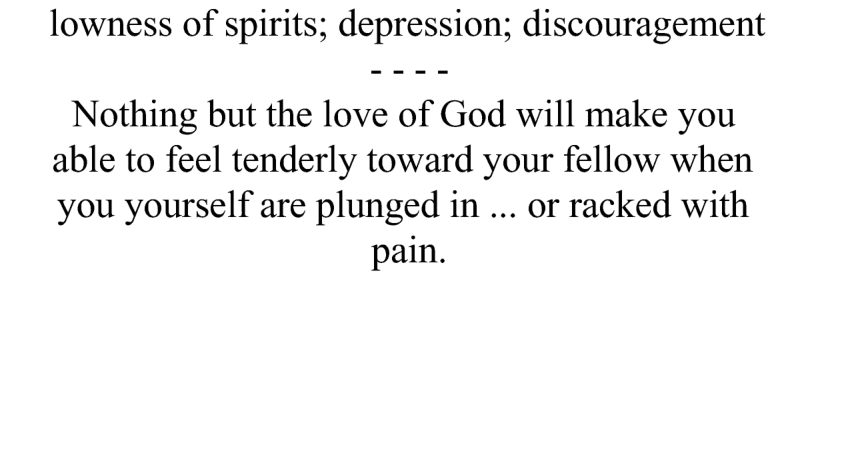 lowness of spirits; depression; discouragement
- - - -
Nothing but the love of God will make you
able to feel tenderly toward your fellow when
you yourself are plunged in ... or racked with
pain.